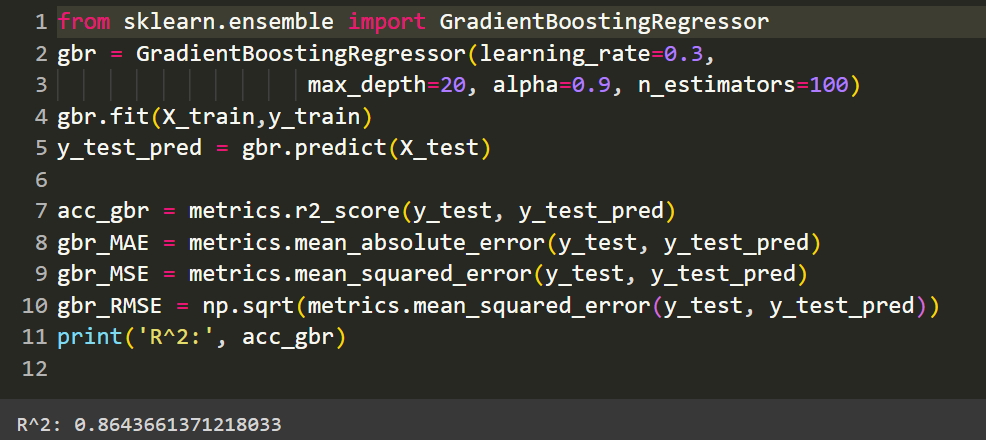 1 from sklearn.ensemble import GradientBoostingRegressor
2 gbr = GradientBoostingRegressor(learning_rate=0.3,
3                    max_depth=20, alpha=0.9, n_estimators=100)
4 gbr.fit(X_train,y_train)
5 y_test_pred = gbr.predict(X_test)
6
7 acc_gbr = metrics.r2_score(y_test, y_test_pred)
8 gbr_MAE = metrics.mean_absolute_error(y_test, y_test_pred)
9 gbr_MSE = metrics.mean_squared_error(y_test, y_test_pred)
10 gbr_RMSE = np.sqrt(metrics.mean_squared_error(y_test, y_test_pred))
11 print('R^2:', acc_gbr)
12
R^2: 0.8643661371218033